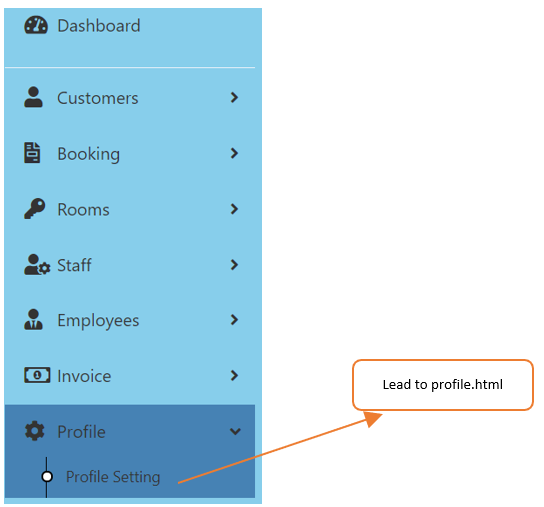 Dashboard
Customers
Booking
Rooms
Staff
Employees
Invoice
Lead to profile.html
Profile
Profile Setting